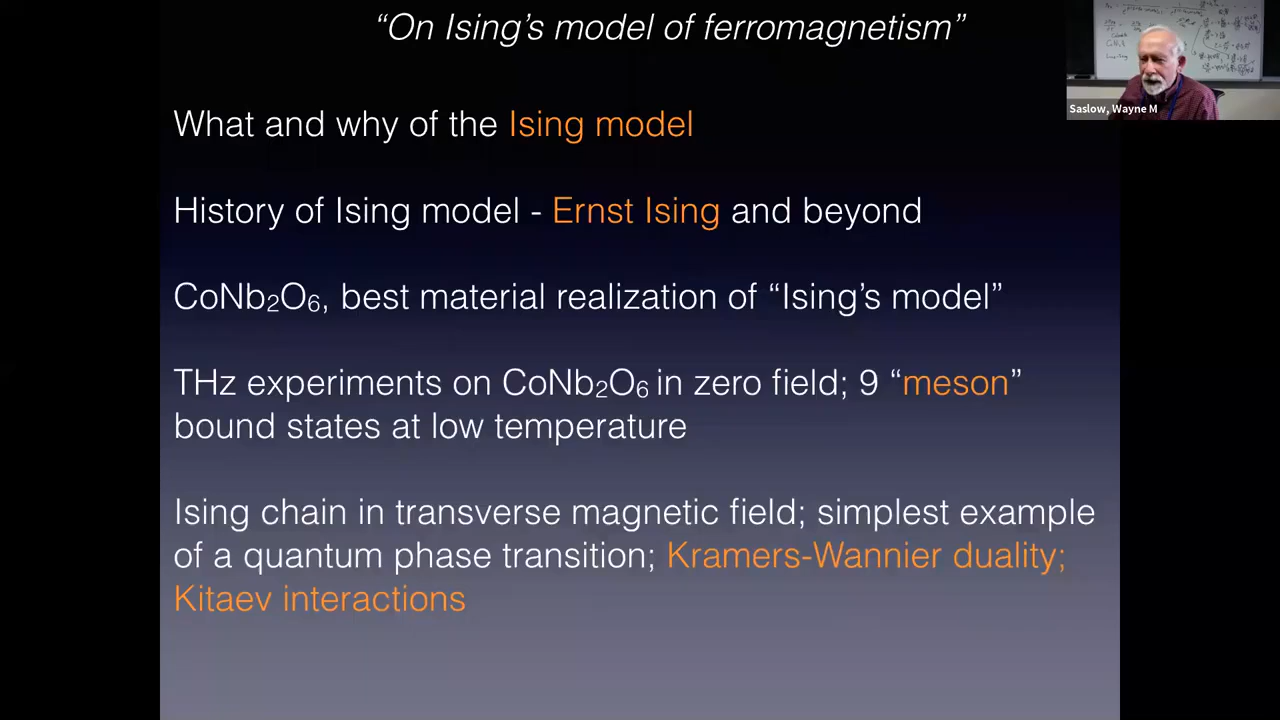 “On Ising’s model of ferromagnetism”
Saslow, Wayne M
What and why of the Ising model
History of Ising model - Ernst Ising and beyond
CoNb₂O₆, best material realization of “Ising’s model”
THz experiments on CoNb₂O₆ in zero field; 9 “meson”
bound states at low temperature
Ising chain in transverse magnetic field; simplest example
of a quantum phase transition; Kramers-Wannier duality;
Kitaev interactions